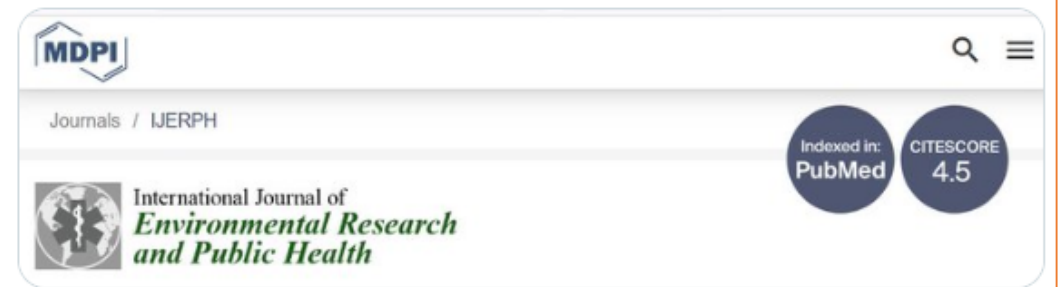 MDPI
Journals / IJERPH
Indexed in:
PubMed
CITESCORE
4.5
International Journal of
Environmental Research
and Public Health